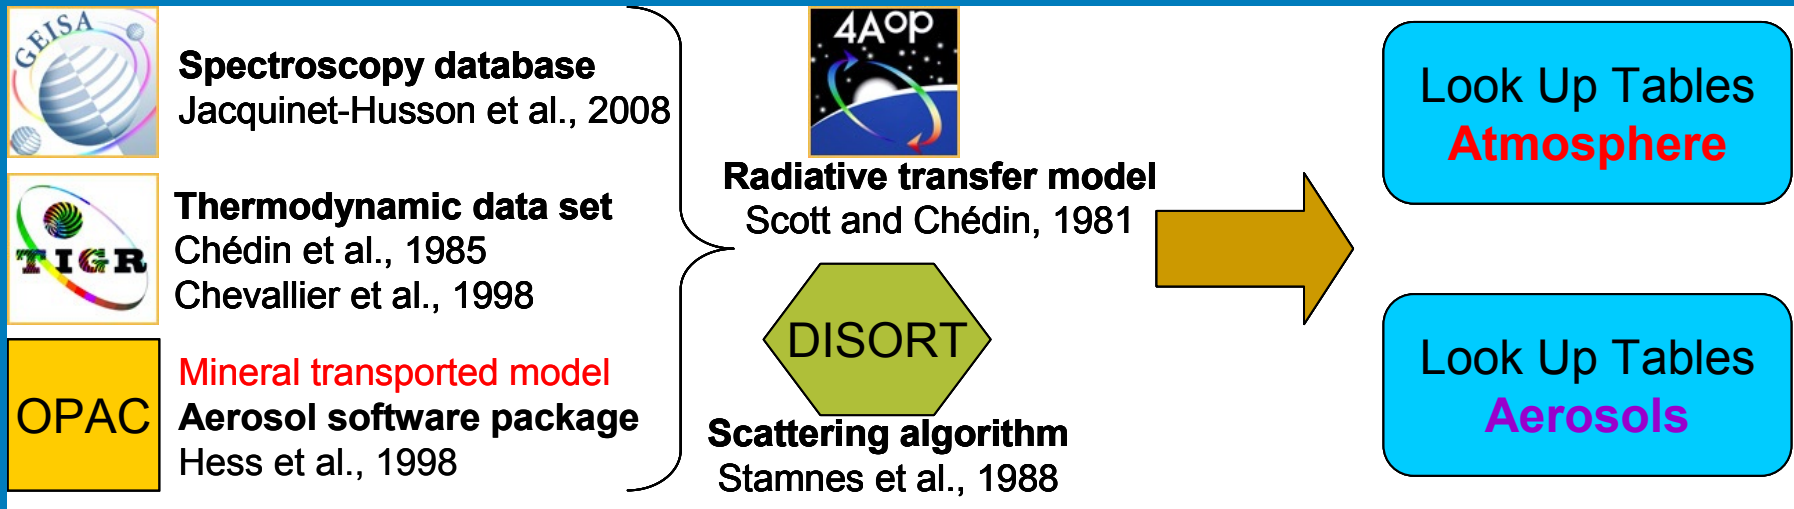 GEISA
Spectroscopy database
Jacquinet-Husson et al., 2008
TIGR
Thermodynamic data set
Chédin et al., 1985
Chevallier et al., 1998
OPAC
Mineral transported model
Aerosol software package
Hess et al., 1998
4AOP
Radiative transfer model
Scott and Chédin, 1981
DISORT
Scattering algorithm
Stamnes et al., 1988
Look Up Tables
Atmosphere
Look Up Tables
Aerosols